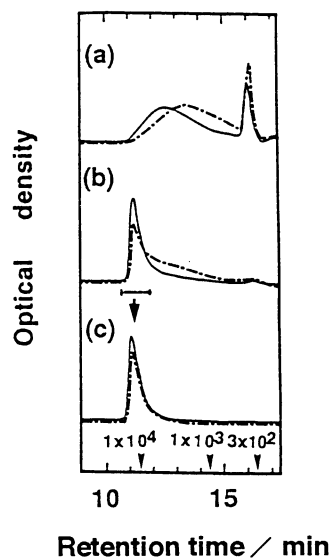 (a)
(b)
(c)
Optical density
1x10⁴ 1x10³ 3x10²
10 15
Retention time / min